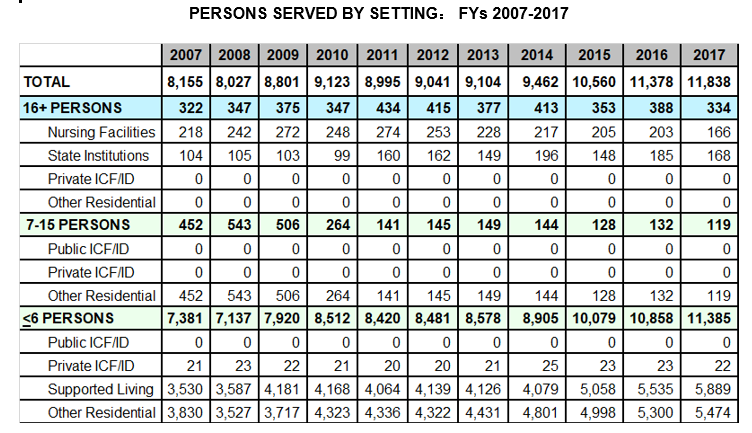 PERSONS SERVED BY SETTING: FYs 2007-2017
2007 2008 2009 2010 2011 2012 2013 2014 2015 2016 2017
TOTAL 8,155 8,027 8,801 9,123 8,995 9,041 9,104 9,462 10,560 11,378 11,838
16+ PERSONS 322 347 375 347 434 415 377 413 353 388 334
Nursing Facilities 218 242 272 248 274 253 228 217 205 203 166
State Institutions 104 105 103 99 160 162 149 196 148 185 168
Private ICF/ID 0 0 0 0 0 0 0 0 0 0 0
Other Residential 0 0 0 0 0 0 0 0 0 0 0
7-15 PERSONS 452 543 506 264 141 145 149 144 128 132 119
Public ICF/ID 0 0 0 0 0 0 0 0 0 0 0
Private ICF/ID 0 0 0 0 0 0 0 0 0 0 0
Other Residential 452 543 506 264 141 145 149 144 128 132 119
<6 PERSONS 7,381 7,137 7,920 8,512 8,420 8,481 8,578 8,905 10,079 10,858 11,385
Public ICF/ID 0 0 0 0 0 0 0 0 0 0 0
Private ICF/ID 21 23 22 21 20 20 21 25 23 23 22
Supported Living 3,530 3,587 4,181 4,168 4,064 4,139 4,126 4,079 5,058 5,535 5,889
Other Residential 3,830 3,527 3,717 4,323 4,336 4,322 4,431 4,801 4,998 5,300 5,474